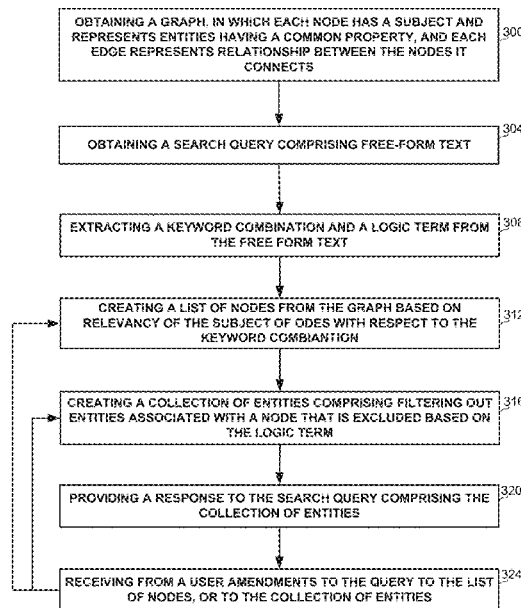 OBTAINING A GRAPH, IN WHICH EACH NODE HAS A SUBJECT AND
REPRESENTS ENTITIES HAVING A COMMON PROPERTY, AND EACH
EDGE REPRESENTS RELATIONSHIP BETWEEN THE NODES IT
CONNECTS
300
OBTAINING A SEARCH QUERY COMPRISING FREE-FORM TEXT
304
EXTRACTING A KEYWORD COMBINATION AND A LOGIC TERM FROM
THE FREE FORM TEXT
308
CREATING A LIST OF NODES FROM THE GRAPH BASED ON
RELEVANCY OF THE SUBJECT OF ODES WITH RESPECT TO THE
KEYWORD COMBIANTION
312
CREATING A COLLECTION OF ENTITIES COMPRISING FILTERING OUT
ENTITIES ASSOCIATED WITH A NODE THAT IS EXCLUDED BASED ON
THE LOGIC TERM
316
PROVIDING A RESPONSE TO THE SEARCH QUERY COMPRISING THE
COLLECTION OF ENTITIES
320
RECEIVING FROM A USER AMENDMENTS TO THE QUERY TO THE LIST
OF NODES, OR TO THE COLLECTION OF ENTITIES
324